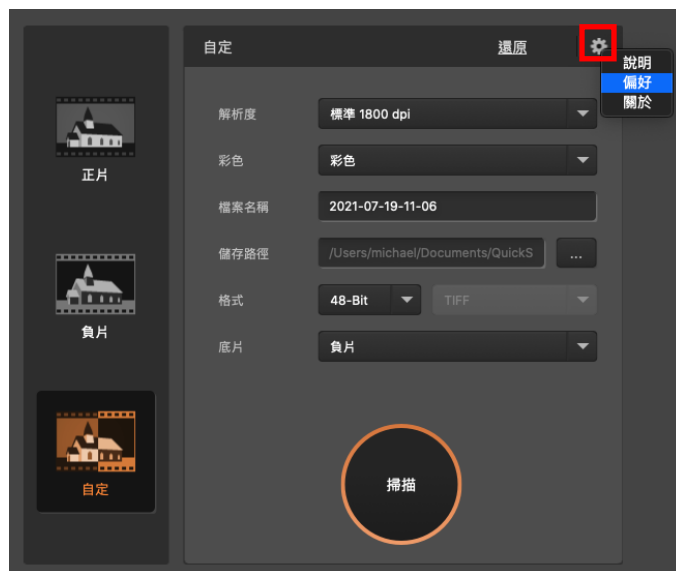 自定 還原
說明
偏好
關於
解析度 標準 1800 dpi
彩色 彩色
檔案名稱 2021-07-19-11-06
儲存路徑 /Users/michael/Documents/QuickS ...
格式 48-Bit TIFF
底片 負片
正片
負片
自定
掃描